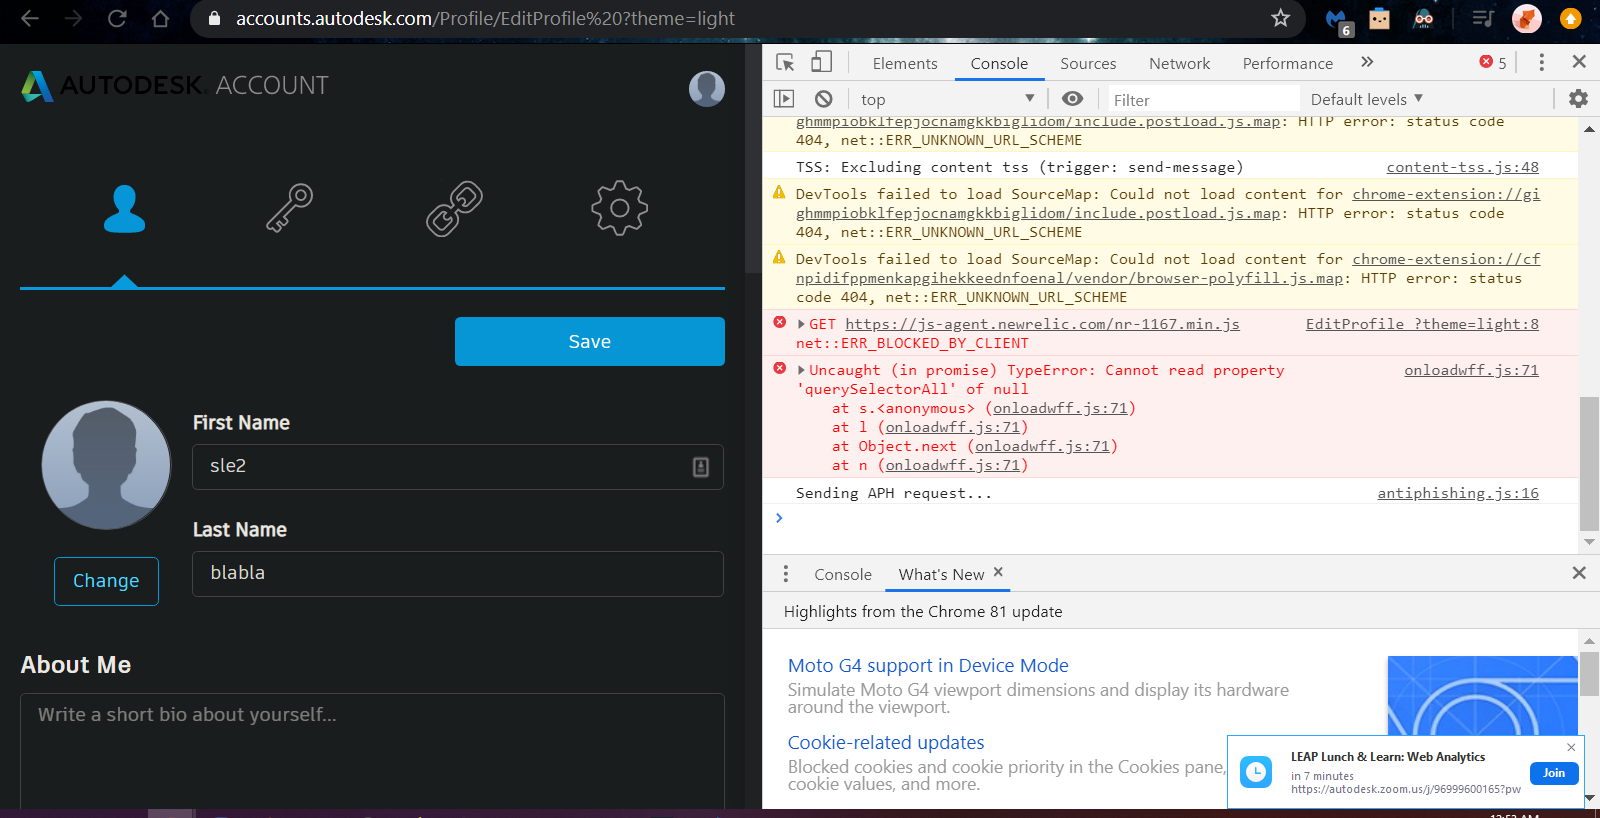 accounts.autodesk.com/Profile/EditProfile%20?theme=light
6
AUTODESK. ACCOUNT
Save
First Name
sle2
Last Name
blabla
Change
About Me
Write a short bio about yourself...
Elements
Console
Sources
Network
Performance
»
5
top
Filter
Default levels
ghmmpiobklfepjocnamgkkbiglidom/include.postload.js.map: HTTP error: status code
404, net::ERR_UNKNOWN_URL_SCHEME
TSS: Excluding content tss (trigger: send-message) content-tss.js:48
DevTools failed to load SourceMap: Could not load content for chrome-extension://gi
ghmmpiobklfepjocnamgkkbiglidom/include.postload.js.map: HTTP error: status code
404, net::ERR_UNKNOWN_URL_SCHEME
DevTools failed to load SourceMap: Could not load content for chrome-extension://cf
npidifppmenkapgihekkeednfoenal/vendor/browser-polyfill.js.map: HTTP error: status
code 404, net::ERR_UNKNOWN_URL_SCHEME
GET https://js-agent.newrelic.com/nr-1167.min.js EditProfile ?theme=light:8
net::ERR_BLOCKED_BY_CLIENT
Uncaught (in promise) TypeError: Cannot read property onloadwff.js:71
'querySelectorAll' of null
at s.<anonymous> (onloadwff.js:71)
at l (onloadwff.js:71)
at Object.next (onloadwff.js:71)
at n (onloadwff.js:71)
Sending APH request... antiphishing.js:16
Console
What's New
Highlights from the Chrome 81 update
Moto G4 support in Device Mode
Simulate Moto G4 viewport dimensions and display its hardware
around the viewport.
Cookie-related updates
Blocked cookies and cookie priority in the Cookies pane,
cookie values, and more.
LEAP Lunch & Learn: Web Analytics
in 7 minutes
https://autodesk.zoom.us/j/96999600165?pw
Join